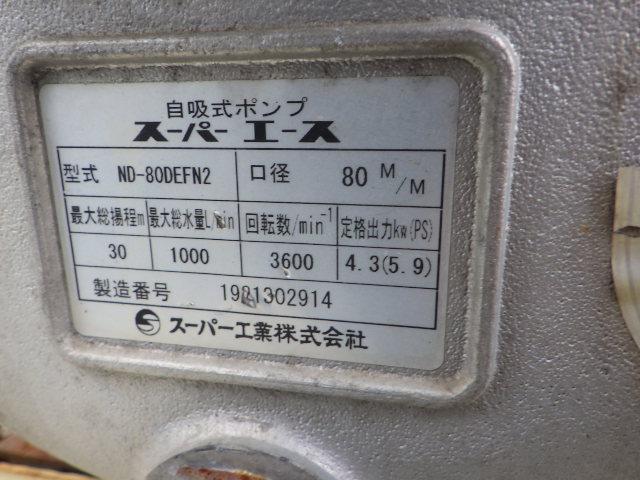 自吸式ポンプ
スーパーエース
型式 ND-80DEFN2 口径 80 M/M
最大総揚程m 最大総水量L/min 回転数/min⁻¹ 定格出力kw(PS)
30 1000 3600 4.3(5.9)
製造番号 1981302914
スーパー工業株式会社